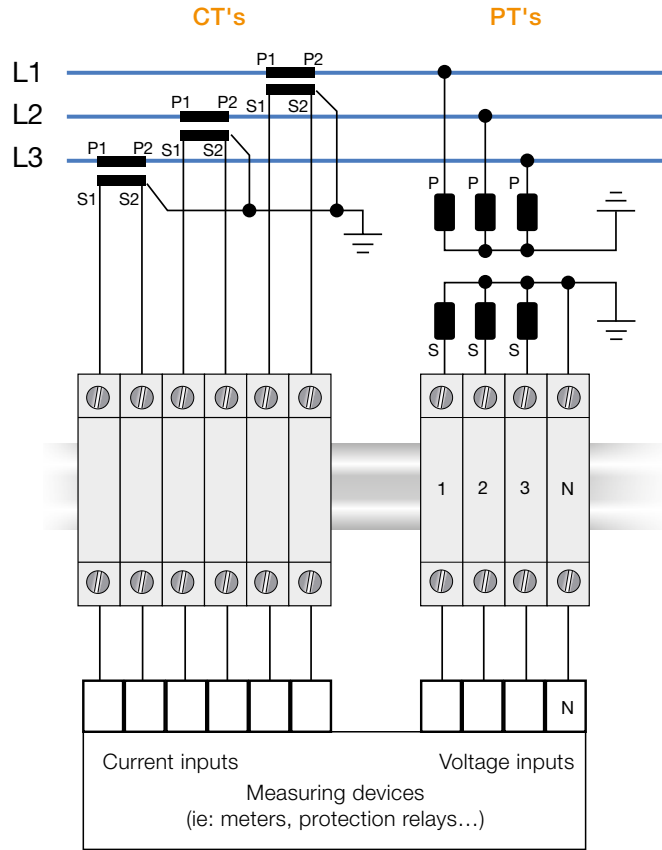 CT's PT's
P1 P2
L1
S1 S2
P1 P2
L2
P1 P2 S1 S2
L3
S1 S2
P P P
S S S
1 2 3 N
N
Current inputs Voltage inputs
Measuring devices
(ie: meters, protection relays…)